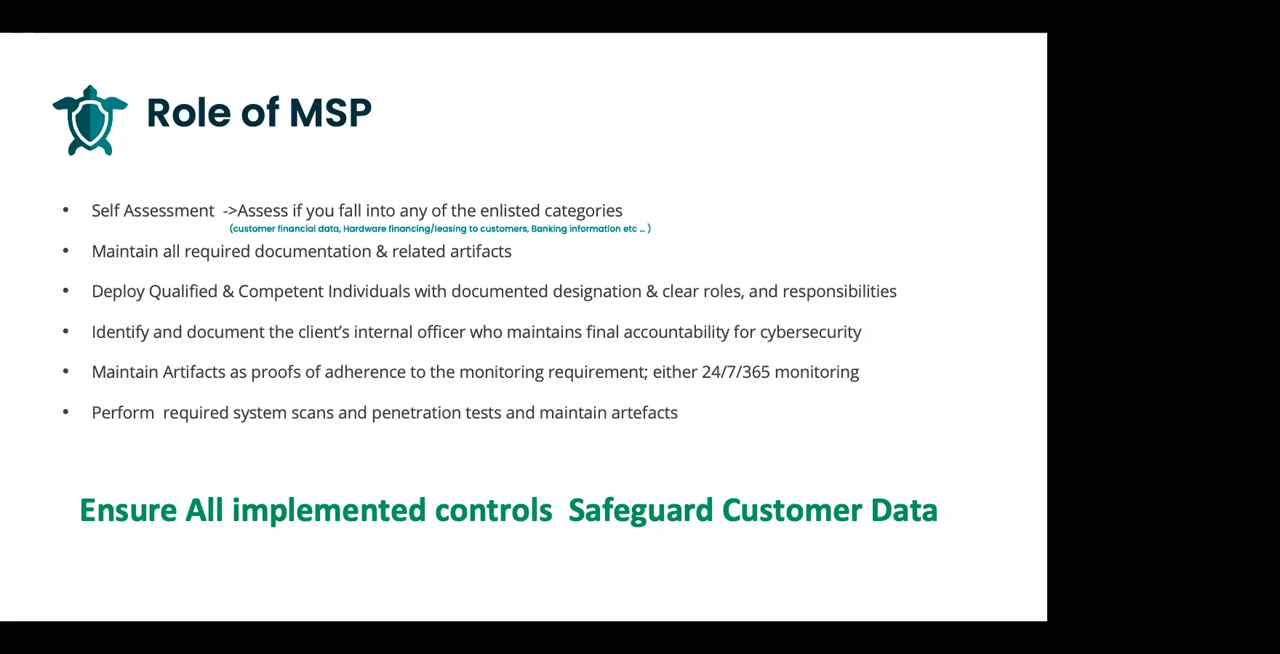 Role of MSP
• Self Assessment  ->Assess if you fall into any of the enlisted categories
(customer financial data, Hardware financing/leasing to customers, Banking information etc ... )
• Maintain all required documentation & related artifacts
• Deploy Qualified & Competent Individuals with documented designation & clear roles, and responsibilities
• Identify and document the client’s internal officer who maintains final accountability for cybersecurity
• Maintain Artifacts as proofs of adherence to the monitoring requirement; either 24/7/365 monitoring
• Perform  required system scans and penetration tests and maintain artefacts
Ensure All implemented controls  Safeguard Customer Data